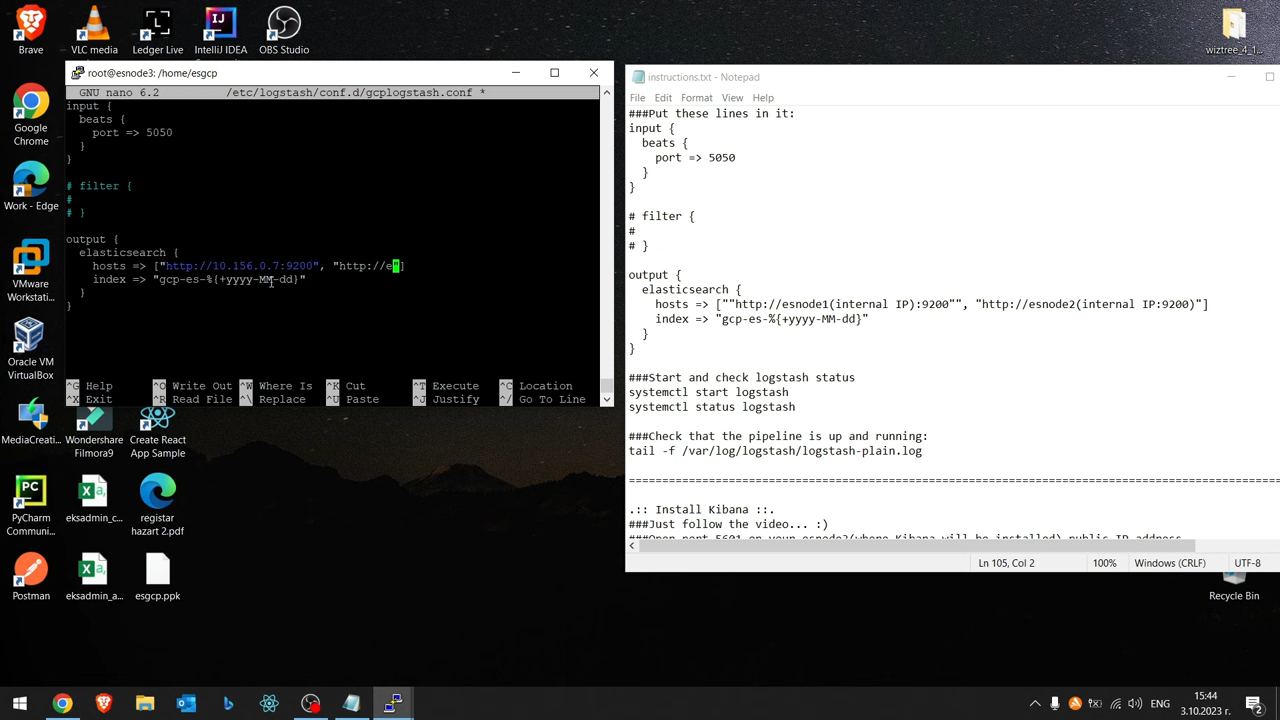 Brave
VLC media
Ledger Live
IntelliJ IDEA
OBS Studio
wiztree_4_1...
Google
Chrome
Work - Edge
VMware
Workstati...
Oracle VM
VirtualBox
MediaCreati...
Wondershare
Filmora9
Create React
App Sample
PyCharm
Communi...
eksadmin_c...
registar
hazart 2.pdf
Postman
eksadmin_a...
esgcp.ppk
Recycle Bin
root@esnode3: /home/esgcp
GNU nano 6.2 /etc/logstash/conf.d/gcplogstash.conf *
input {
beats {
port => 5050
}
}
# filter {
#
# }
output {
elasticsearch {
hosts => ["http://10.156.0.7:9200", "http://e"]
index => "gcp-es-%{+yyyy-MM-dd}"
}
}
^G Help ^O Write Out ^W Where Is ^K Cut ^T Execute ^C Location
^X Exit ^R Read File ^\ Replace ^U Paste ^J Justify ^/ Go To Line
instructions.txt - Notepad
File Edit Format View Help
###Put these lines in it:
input {
beats {
port => 5050
}
}
# filter {
#
# }
output {
elasticsearch {
hosts => [""http://esnode1(internal IP):9200"", "http://esnode2(internal IP:9200)"]
index => "gcp-es-%{+yyyy-MM-dd}"
}
}
###Start and check logstash status
systemctl start logstash
systemctl status logstash
###Check that the pipeline is up and running:
tail -f /var/log/logstash/logstash-plain.log
================================================================================
.:: Install Kibana ::.
###Just follow the video... :)
Ln 105, Col 2 100% Windows (CRLF) UTF-8
ENG
15:44
3.10.2023 г.
2